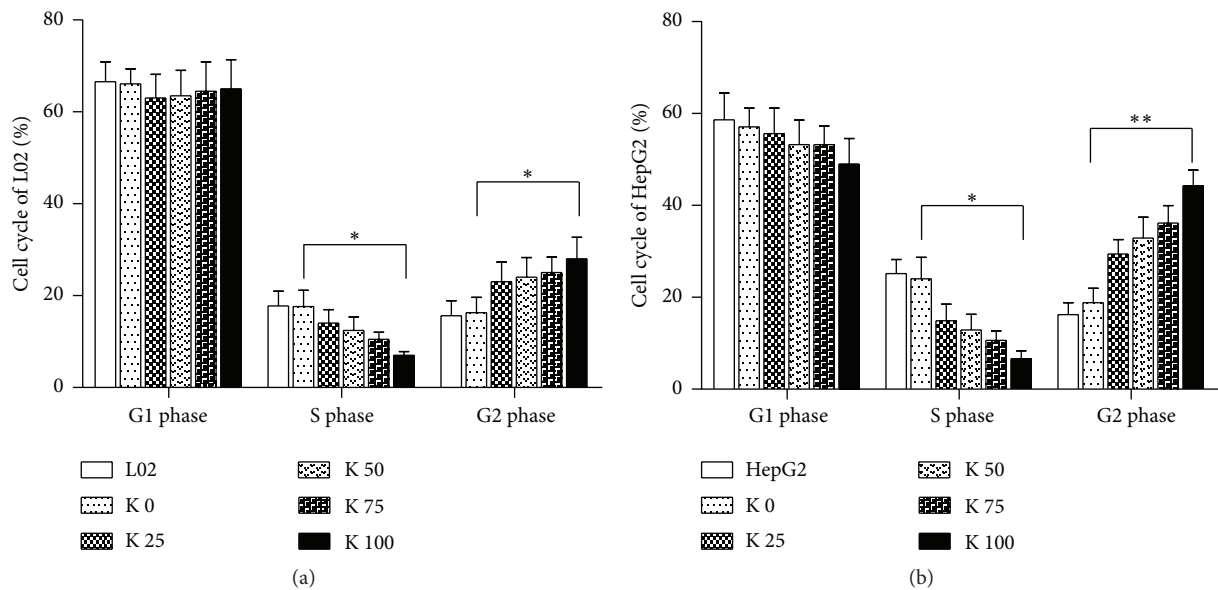 80
60
40
20
0
Cell cycle of L02 (%)
*
*
G1 phase
S phase
G2 phase
L02
K 0
K 25
K 50
K 75
K 100
(a)
80
60
40
20
0
Cell cycle of HepG2 (%)
*
**
G1 phase
S phase
G2 phase
HepG2
K 0
K 25
K 50
K 75
K 100
(b)